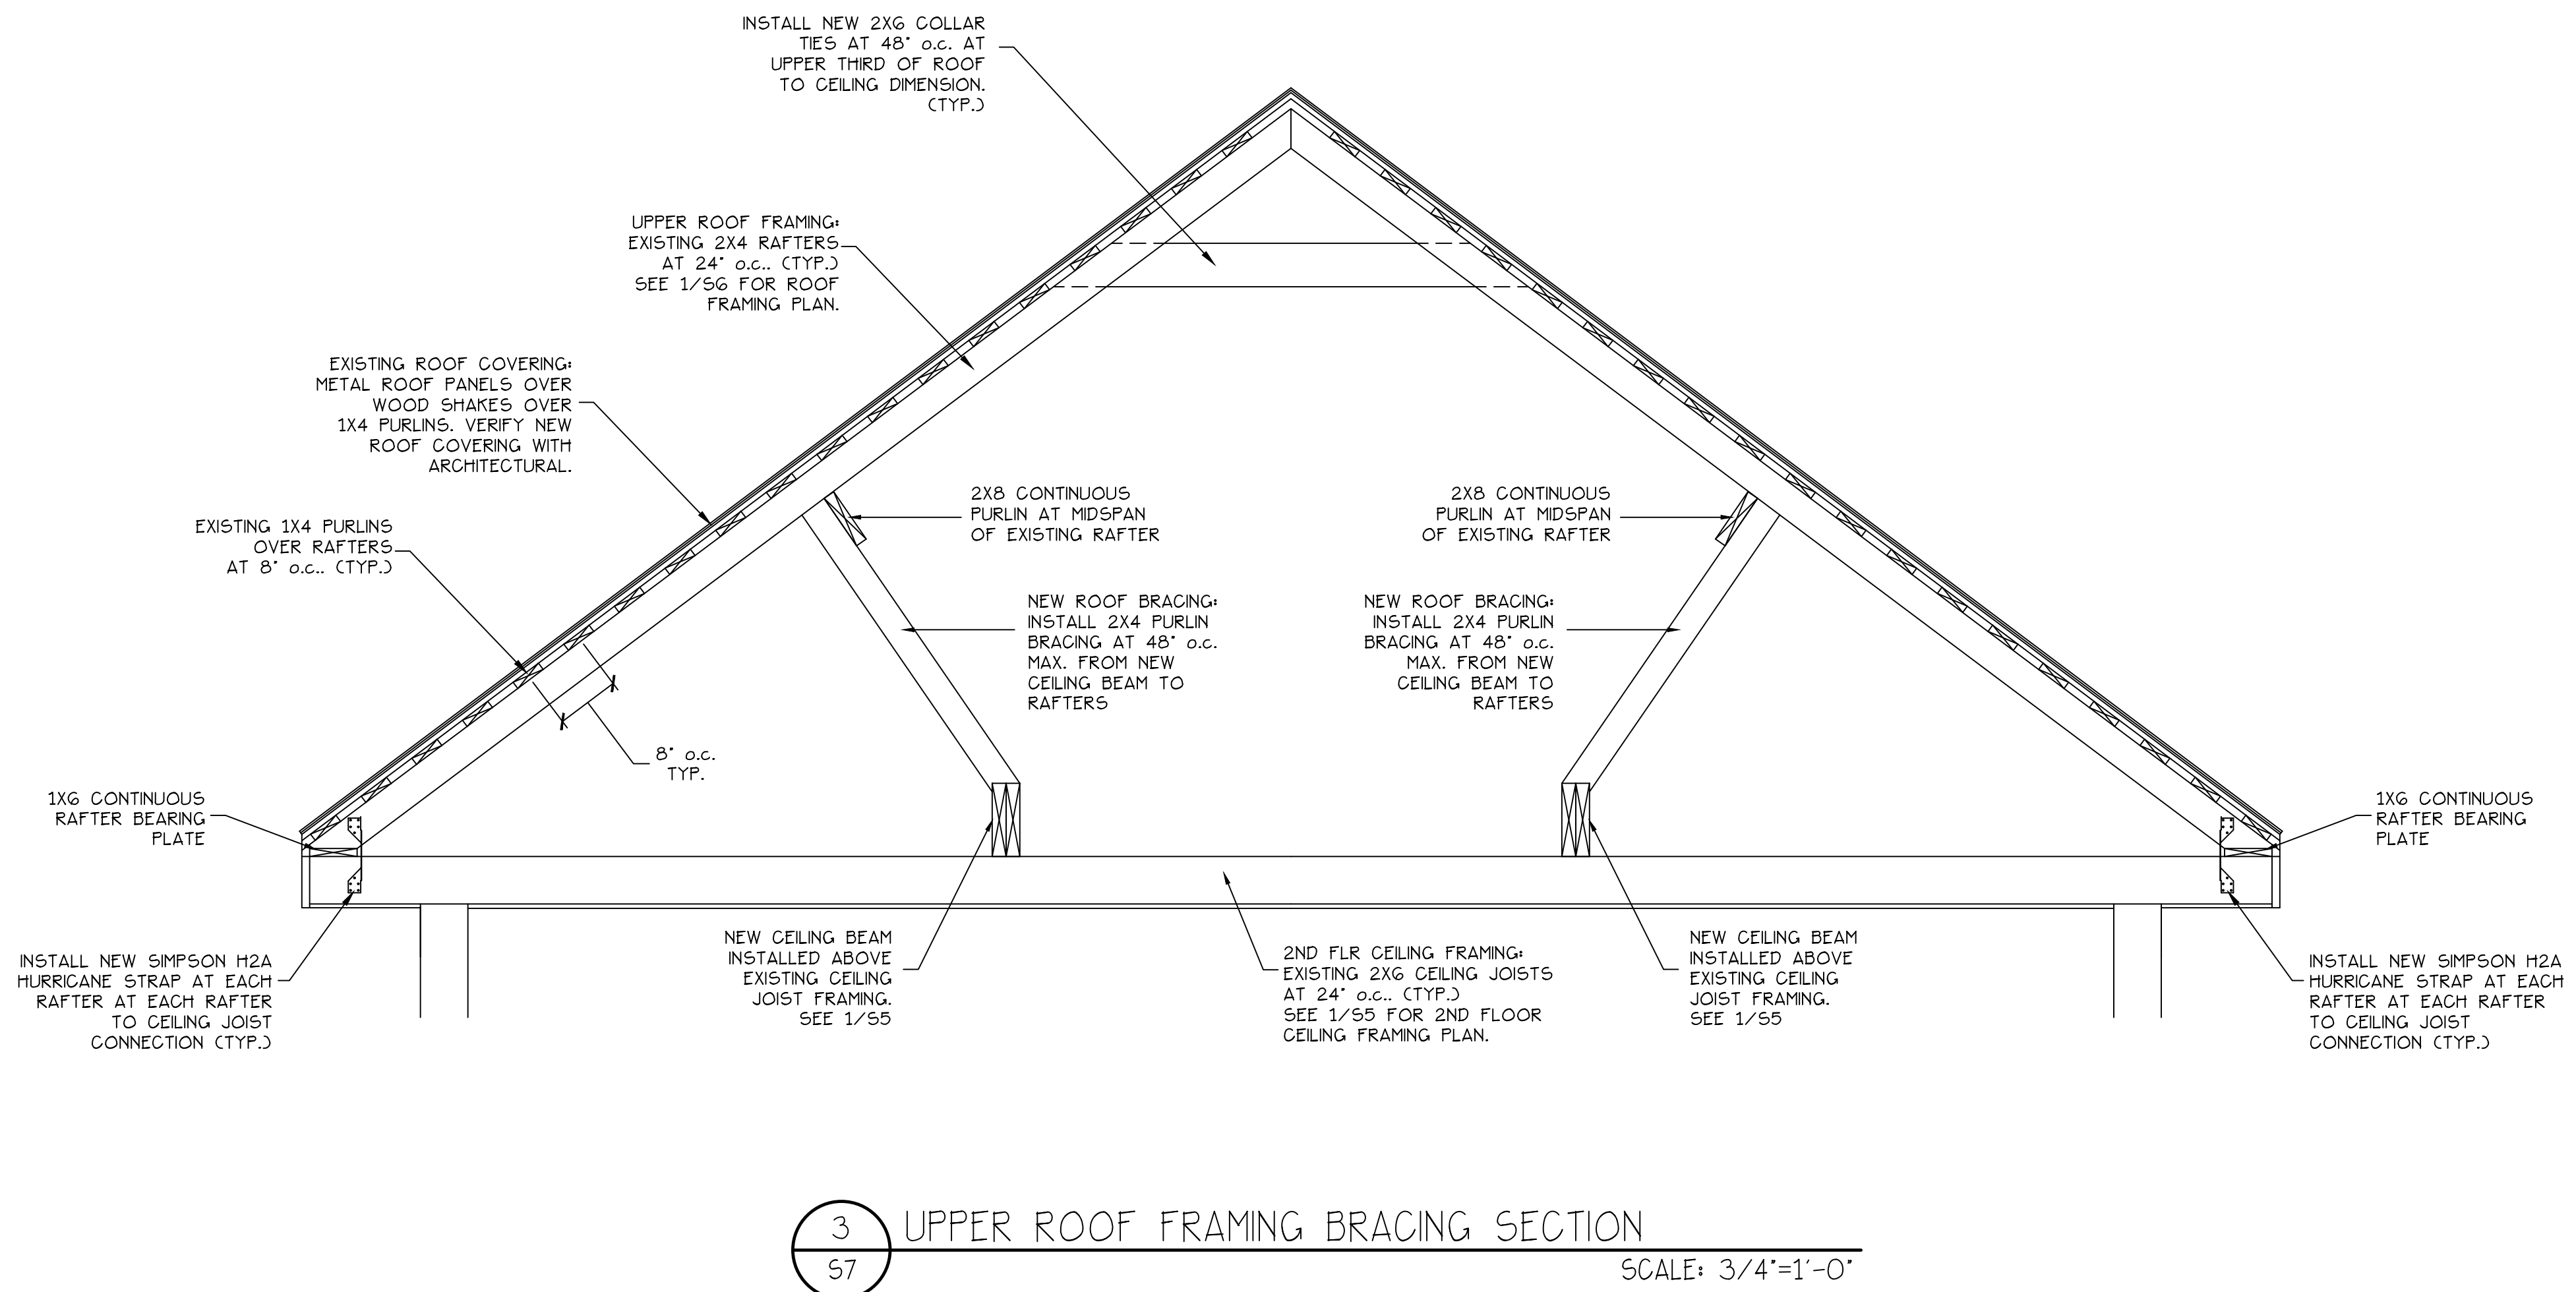 INSTALL NEW 2X6 COLLAR
TIES AT 48" o.c. AT
UPPER THIRD OF ROOF
TO CEILING DIMENSION.
(TYP.)
UPPER ROOF FRAMING:
EXISTING 2X4 RAFTERS
AT 24" o.c.. (TYP.)
SEE 1/S6 FOR ROOF
FRAMING PLAN.
EXISTING ROOF COVERING:
METAL ROOF PANELS OVER
WOOD SHAKES OVER
1X4 PURLINS. VERIFY NEW
ROOF COVERING WITH
ARCHITECTURAL.
EXISTING 1X4 PURLINS
OVER RAFTERS
AT 8" o.c.. (TYP.)
2X8 CONTINUOUS
PURLIN AT MIDSPAN
OF EXISTING RAFTER
2X8 CONTINUOUS
PURLIN AT MIDSPAN
OF EXISTING RAFTER
NEW ROOF BRACING:
INSTALL 2X4 PURLIN
BRACING AT 48" o.c.
MAX. FROM NEW
CEILING BEAM TO
RAFTERS
NEW ROOF BRACING:
INSTALL 2X4 PURLIN
BRACING AT 48" o.c.
MAX. FROM NEW
CEILING BEAM TO
RAFTERS
8" o.c.
TYP.
1X6 CONTINUOUS
RAFTER BEARING
PLATE
1X6 CONTINUOUS
RAFTER BEARING
PLATE
INSTALL NEW SIMPSON H2A
HURRICANE STRAP AT EACH
RAFTER AT EACH RAFTER
TO CEILING JOIST
CONNECTION (TYP.)
NEW CEILING BEAM
INSTALLED ABOVE
EXISTING CEILING
JOIST FRAMING.
SEE 1/S5
2ND FLR CEILING FRAMING:
EXISTING 2X6 CEILING JOISTS
AT 24" o.c.. (TYP.)
SEE 1/S5 FOR 2ND FLOOR
CEILING FRAMING PLAN.
NEW CEILING BEAM
INSTALLED ABOVE
EXISTING CEILING
JOIST FRAMING.
SEE 1/S5
INSTALL NEW SIMPSON H2A
HURRICANE STRAP AT EACH
RAFTER AT EACH RAFTER
TO CEILING JOIST
CONNECTION (TYP.)
3
S7
UPPER ROOF FRAMING BRACING SECTION
SCALE: 3/4"=1'-0"